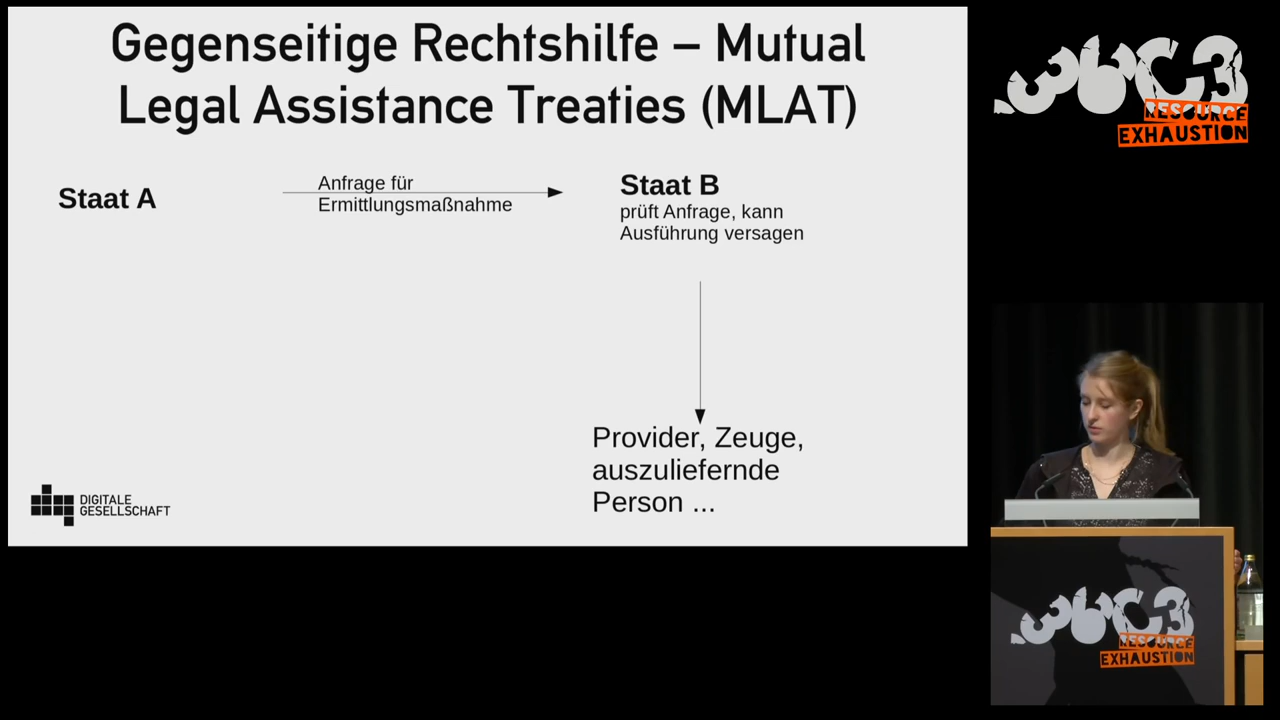 Gegenseitige Rechtshilfe – Mutual
Legal Assistance Treaties (MLAT)
Staat A
Anfrage für
Ermittlungsmaßnahme
Staat B
prüft Anfrage, kann
Ausführung versagen
Provider, Zeuge,
auszuliefernde
Person ...
DIGITALE
GESELLSCHAFT
36C3
RESOURCE
EXHAUSTION
36C3
RESOURCE
EXHAUSTION